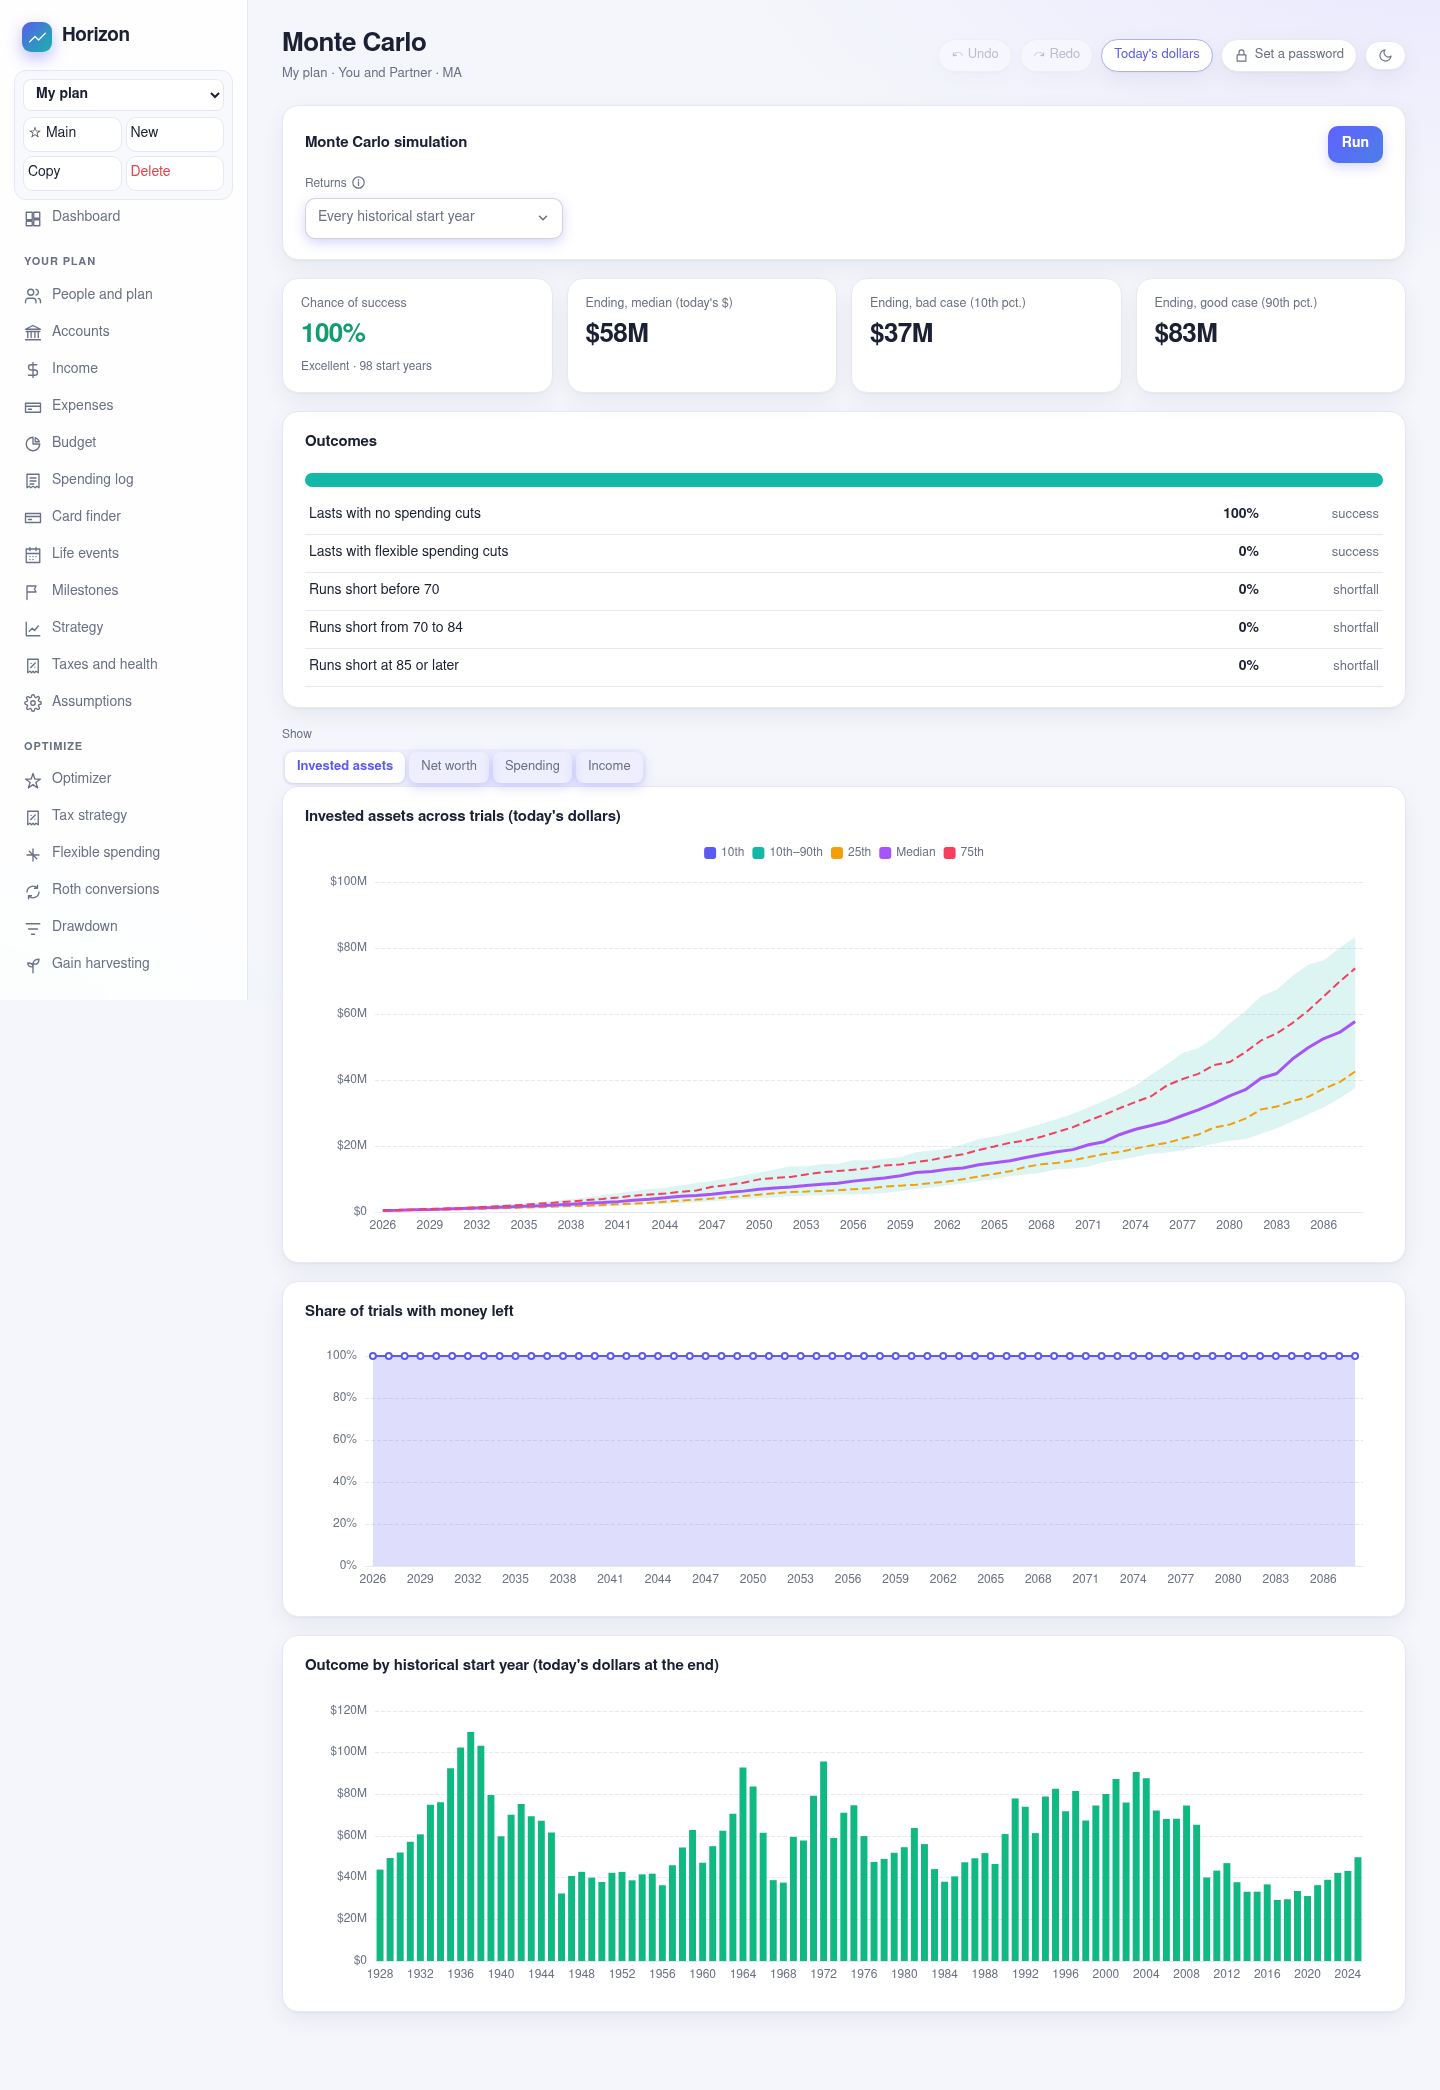 Horizon
My plan
☆ Main
New
Copy
Delete
Dashboard
YOUR PLAN
People and plan
Accounts
Income
Expenses
Budget
Spending log
Card finder
Life events
Milestones
Strategy
Taxes and health
Assumptions
OPTIMIZE
Optimizer
Tax strategy
Flexible spending
Roth conversions
Drawdown
Gain harvesting
Monte Carlo
My plan · You and Partner · MA
Undo
Redo
Today's dollars
Set a password
Monte Carlo simulation
Run
Returns
Every historical start year
Chance of success
100%
Excellent · 98 start years
Ending, median (today's $)
$58M
Ending, bad case (10th pct.)
$37M
Ending, good case (90th pct.)
$83M
Outcomes
Lasts with no spending cuts 100% success
Lasts with flexible spending cuts 0% success
Runs short before 70 0% shortfall
Runs short from 70 to 84 0% shortfall
Runs short at 85 or later 0% shortfall
Show
Invested assets Net worth Spending Income
Invested assets across trials (today's dollars)
10th 10th–90th 25th Median 75th
$100M
$80M
$60M
$40M
$20M
$0
2026 2029 2032 2035 2038 2041 2044 2047 2050 2053 2056 2059 2062 2065 2068 2071 2074 2077 2080 2083 2086
Share of trials with money left
100%
80%
60%
40%
20%
0%
2026 2029 2032 2035 2038 2041 2044 2047 2050 2053 2056 2059 2062 2065 2068 2071 2074 2077 2080 2083 2086
Outcome by historical start year (today's dollars at the end)
$120M
$100M
$80M
$60M
$40M
$20M
$0
1928 1932 1936 1940 1944 1948 1952 1956 1960 1964 1968 1972 1976 1980 1984 1988 1992 1996 2000 2004 2008 2012 2016 2020 2024